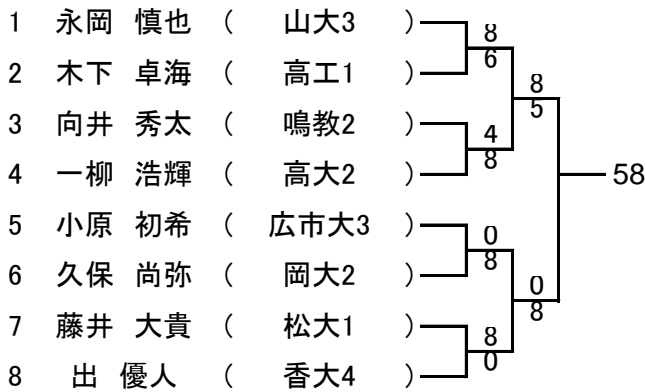 1 永岡 慎也 ( 山大3 )
8
6
2 木下 卓海 ( 高工1 )
8
5
3 向井 秀太 ( 鳴教2 )
4
8
4 一柳 浩輝 ( 高大2 )
58
5 小原 初希 ( 広市大3 )
0
8
6 久保 尚弥 ( 岡大2 )
0
8
7 藤井 大貴 ( 松大1 )
8
0
8 出 優人 ( 香大4 )